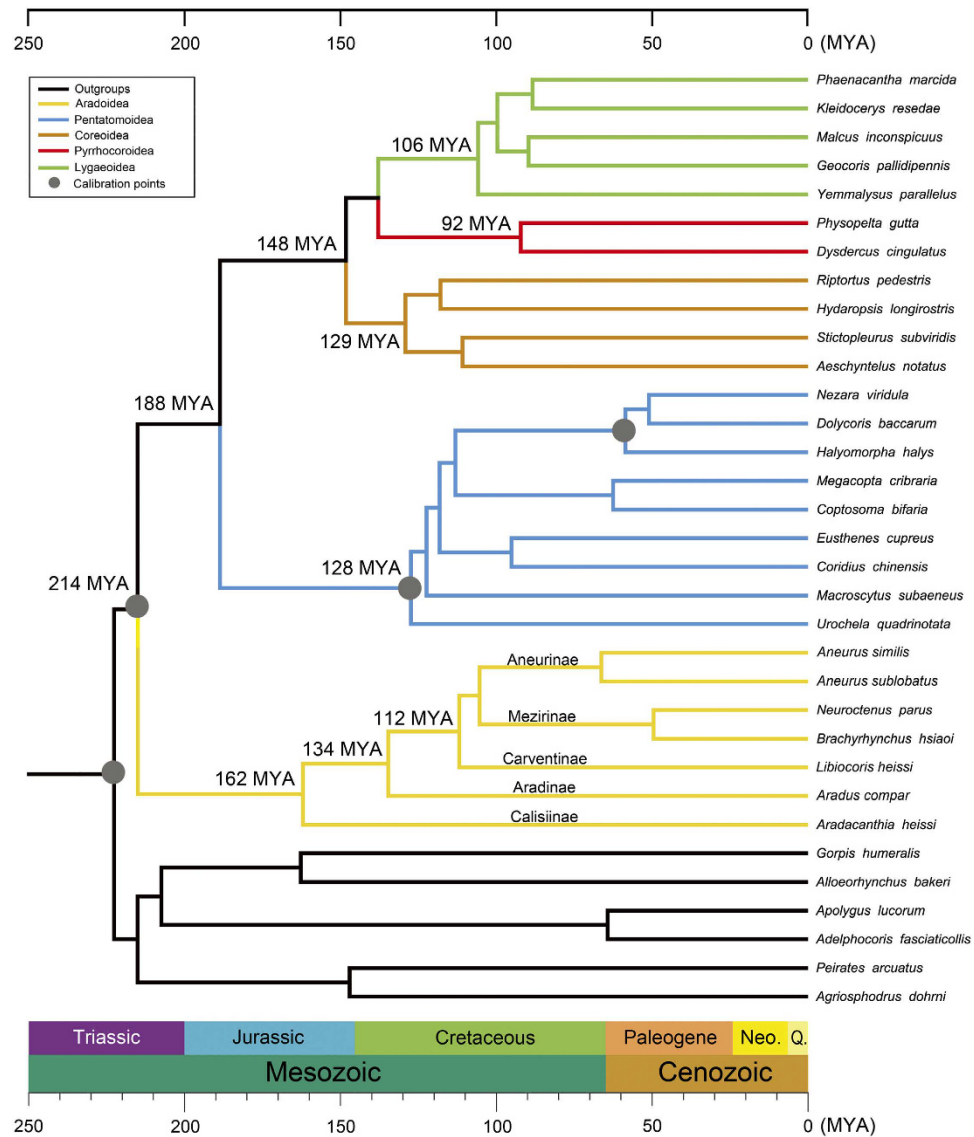 250 200 150 100 50 0 (MYA)
Outgroups
Aradoidea
Pentatomoidea
Coreoidea
Pyrrhocoroidea
Lygaeoidea
Calibration points
Phaenacantha marcida
Kleidocerys resedae
Malcus inconspicuus
106 MYA
Geocoris pallidipennis
Yemmalysus parallelus
Physopelta gutta
92 MYA
148 MYA
Dysdercus cingulatus
Riptortus pedestris
Hydaropsis longirostris
Stictopleurus subviridis
129 MYA
Aeschyntelus notatus
Nezara viridula
188 MYA
Dolycoris baccarum
Halyomorpha halys
Megacopta cribraria
Coptosoma bifaria
Eusthenes cupreus
Coridius chinensis
128 MYA
214 MYA
Macroscytus subaeneus
Urochela quadrinotata
Aneurus similis
Aneurinae
Aneurus sublobatus
Neuroctenus parus
112 MYA
Mezirinae
Brachyrhynchus hsiaoi
134 MYA
Carventinae
Libiocoris heissi
162 MYA
Aradinae
Aradus compar
Calisiinae
Aradacanthia heissi
Gorpis humeralis
Alloeorhynchus bakeri
Apolygus lucorum
Adelphocoris fasciaticollis
Peirates arcuatus
Agriosphodrus dohrni
Triassic Jurassic Cretaceous Paleogene Neo. Q.
Mesozoic Cenozoic
250 200 150 100 50 0 (MYA)